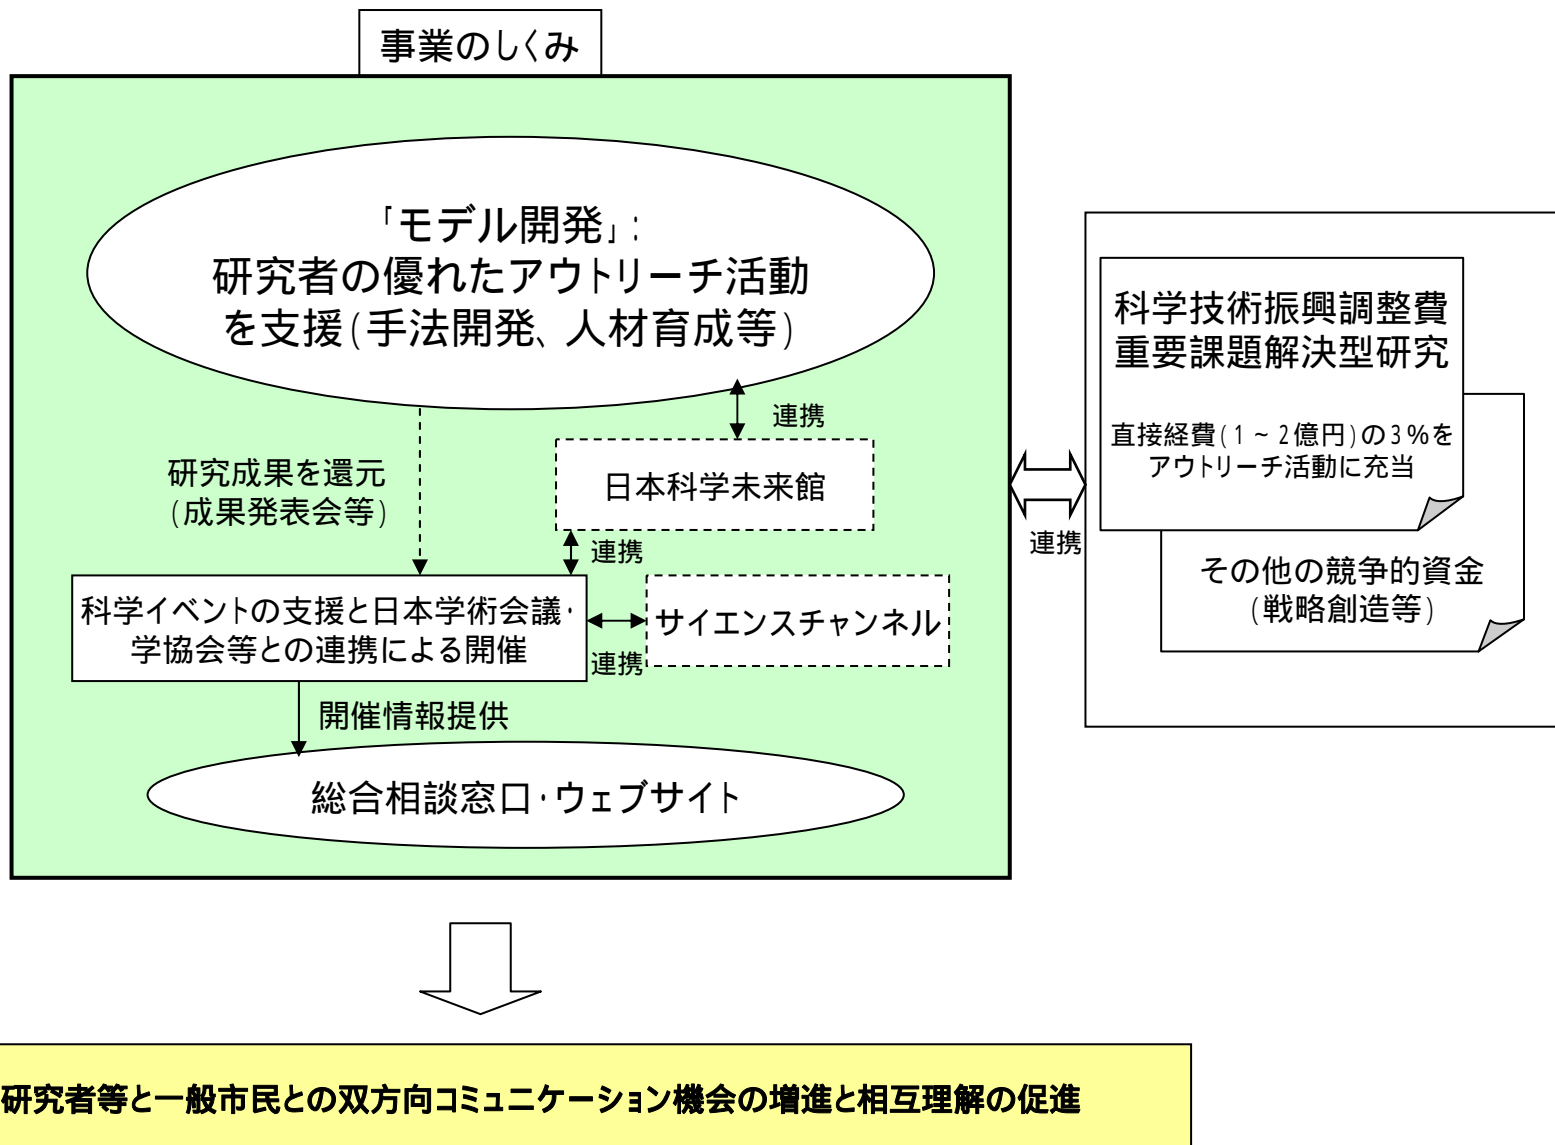 事業のしくみ
「モデル開発」:
研究者の優れたアウトリーチ活動
を支援(手法開発、人材育成等)
連携
研究成果を還元
(成果発表会等)
日本科学未来館
連携
科学イベントの支援と日本学術会議・
学協会等との連携による開催
サイエンスチャンネル
連携
開催情報提供
総合相談窓口・ウェブサイト
連携
科学技術振興調整費
重要課題解決型研究
直接経費(1~2億円)の3%を
アウトリーチ活動に充当
その他の競争的資金
(戦略創造等)
研究者等と一般市民との双方向コミュニケーション機会の増進と相互理解の促進